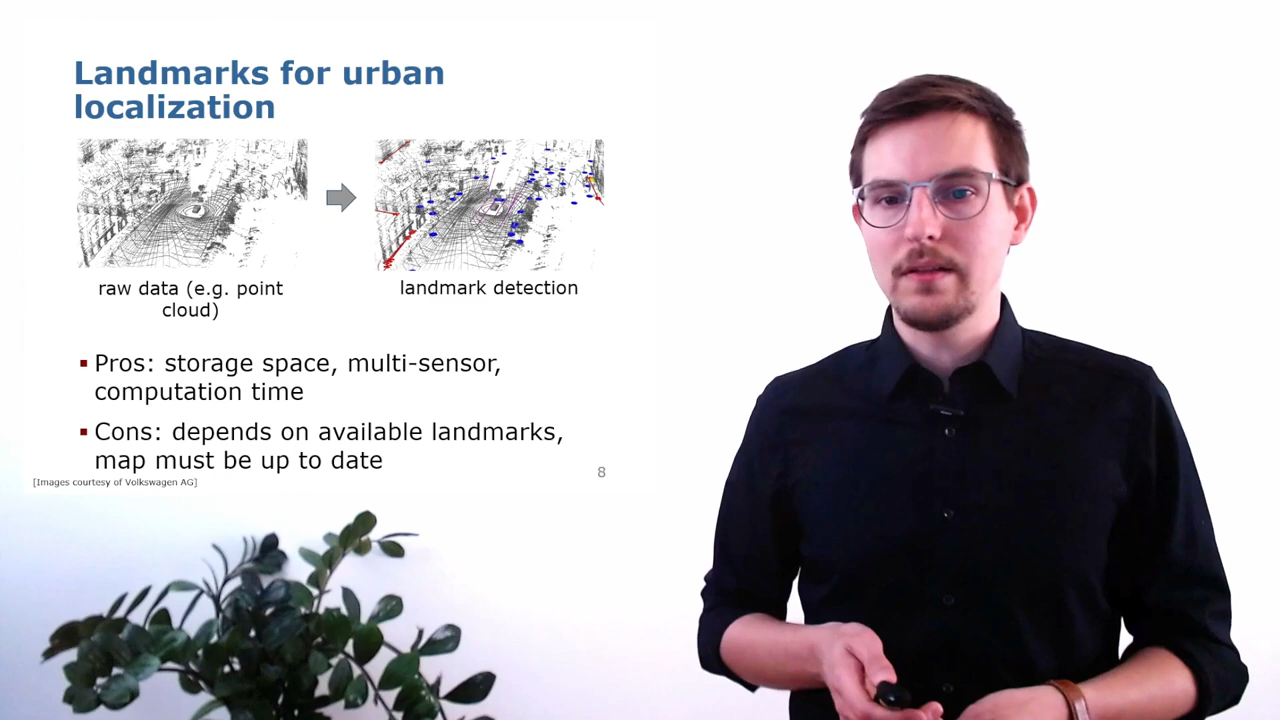 Landmarks for urban
localization
raw data (e.g. point
cloud)
landmark detection
▪ Pros: storage space, multi-sensor,
computation time
▪ Cons: depends on available landmarks,
map must be up to date
[Images courtesy of Volkswagen AG]
8